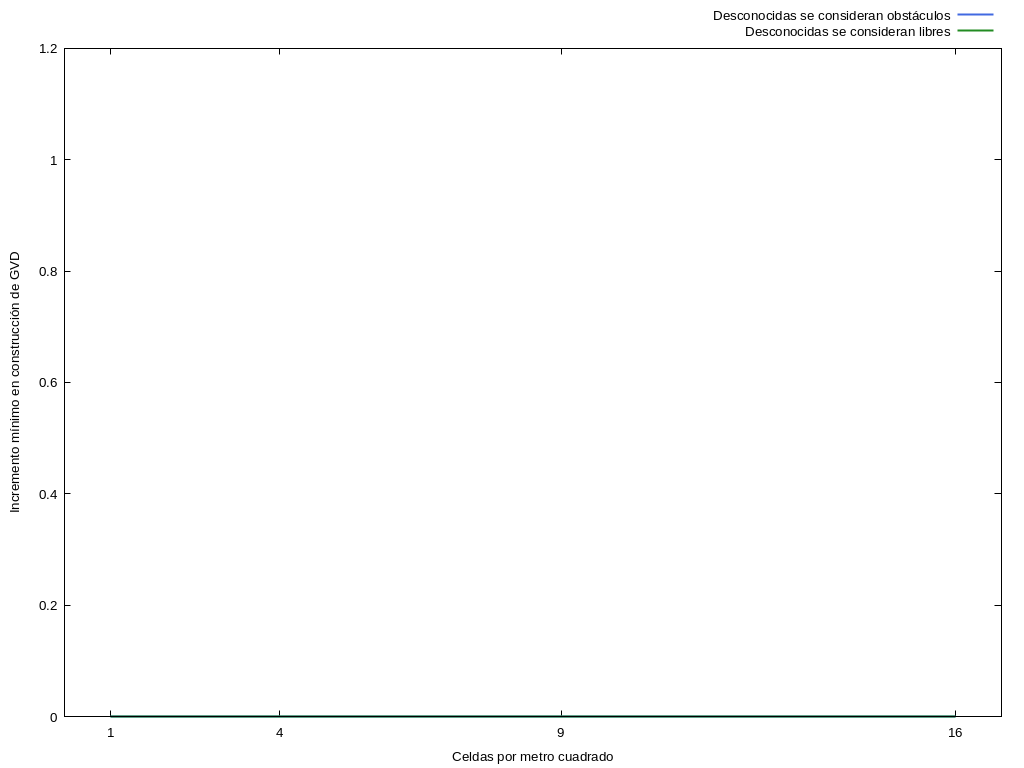 Desconocidas se consideran obstáculos
Desconocidas se consideran libres
1.2
1
0.8
0.6
0.4
0.2
0
Incremento mínimo en construcción de GVD
1 4 9 16
Celdas por metro cuadrado